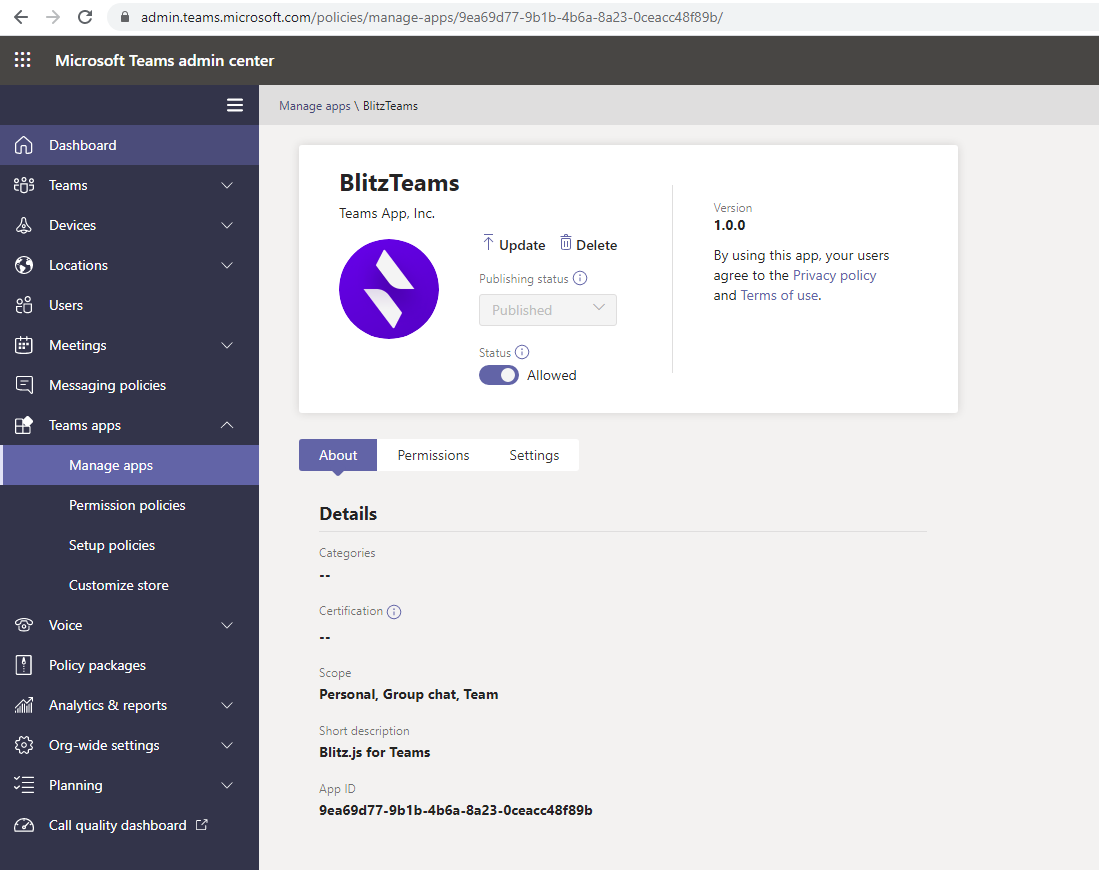 admin.teams.microsoft.com/policies/manage-apps/9ea69d77-9b1b-4b6a-8a23-0ceacc48f89b/
Microsoft Teams admin center
Manage apps \ BlitzTeams
Dashboard
Teams
Devices
Locations
Users
Meetings
Messaging policies
Teams apps
Manage apps
Permission policies
Setup policies
Customize store
Voice
Policy packages
Analytics & reports
Org-wide settings
Planning
Call quality dashboard
BlitzTeams
Teams App, Inc.
Update Delete
Publishing status
Published
Status
Allowed
Version
1.0.0
By using this app, your users
agree to the Privacy policy
and Terms of use.
About Permissions Settings
Details
Categories
--
Certification
--
Scope
Personal, Group chat, Team
Short description
Blitz.js for Teams
App ID
9ea69d77-9b1b-4b6a-8a23-0ceacc48f89b